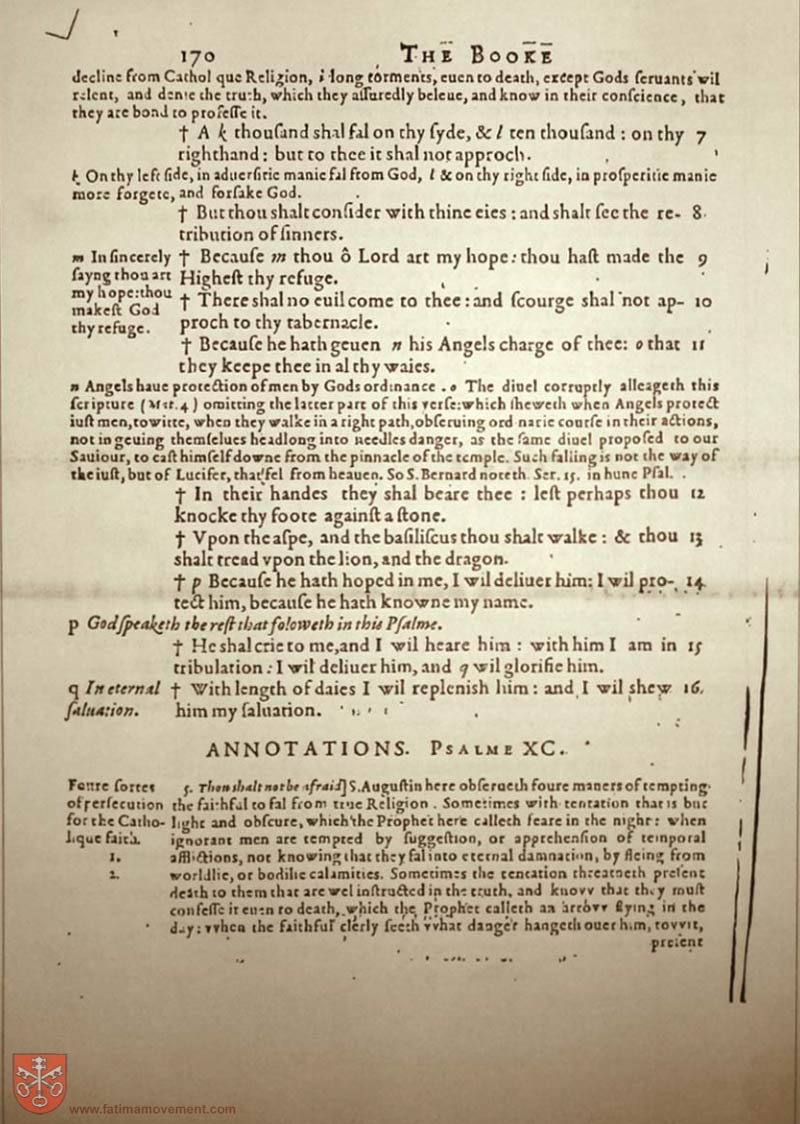 170 THE BOOKE
decline from Cathol que Religion, i long torments, euen to death, except Gods ſeruants wil
relent, and denie the truth, which they aſſuredly beleue, and know in their conſcience, that
they are bond to profeſſe it.
† A k thouſand shal fal on thy ſyde, & l ten thouſand : on thy 7
righthand : but to thee it shal not approch.
k On thy left ſide, in aduerſitie manie fal from God, l & on thy right ſide, in proſperitie manie
more forgete, and forſake God.
† But thou shalt conſider with thine eies : and shalt ſee the re- 8
tribution of ſinners.
m In ſincerely
ſayng thou art
my hope: thou
makeſt God
thy refuge.
† Becauſe m thou ô Lord art my hope: thou haſt made the 9
Higheſt thy refuge.
† There shal no euil come to thee : and ſcourge shal not ap- 10
proch to thy tabernacle.
† Becauſe he hath geuen n his Angels charge of thee: o that 11
they keepe thee in al thy waies.
n Angels haue protection of men by Gods ordinance . o The diuel corruptly alleageth this
ſcripture ( Mat. 4 ) omitting the latter part of this verſe: which ſheweth when Angels protect
iuſt men, towitte, when they walke in a right path, obſeruing ord narie courſe in their actions,
not in geuing themſelues headlong into needles danger, as the ſame diuel propoſed to our
Sauiour, to caſt himſelf downe from the pinnacle of the temple. Such falling is not the way of
the iuſt, but of Lucifer, that fel from heauen. So S. Bernard noteth. Ser. 15. in hunc Pſal.
† In their handes they shal beare thee : leſt perhaps thou 12
knocke thy foote againſt a ſtone.
† Vpon the aſpe, and the baſiliſcus thou shalt walke : & thou 13
shalt tread vpon the lion, and the dragon.
† p Becauſe he hath hoped in me, I wil deliuer him: I wil pro- 14
tect him, becauſe he hath knowne my name.
p God ſpeaketh the reſt that foloweth in this Pſalme.
† He shal crie to me, and I wil heare him : with him I am in 15
tribulation : I wil deliuer him, and q wil glorifie him.
q In eternal
ſaluation.
† With length of daies I wil replenish him : and I wil shew 16.
him my ſaluation.
ANNOTATIONS. PSALME XC.
Foure ſortes
of perſecution
for the Catho-
lique faith.
1.
2.
5. Thou shalt not be afraid] S. Auguſtin here obſerueth foure maners of tempting
the faithful to fal from true Religion . Sometimes with tentation that is but
light and obſcure, which the Prophet here calleth feare in the night : when
ignorant men are tempted by ſuggeſtion, or apprehenſion of temporal
afflictions, not knowing that they fal into eternal damnation, by fleing from
worldlie, or bodilie calamities. Sometimes the tentation threatneth preſent
death to them that are wel inſtructed in the truth, and knovv that they muſt
confeſſe it euen to death, which the Prophet calleth an arrovv flying in the
day: vvhen the faithful clerly ſeeth vvhat danger hangeth ouer him, tovvit,
preſent
www.fatimamovement.com